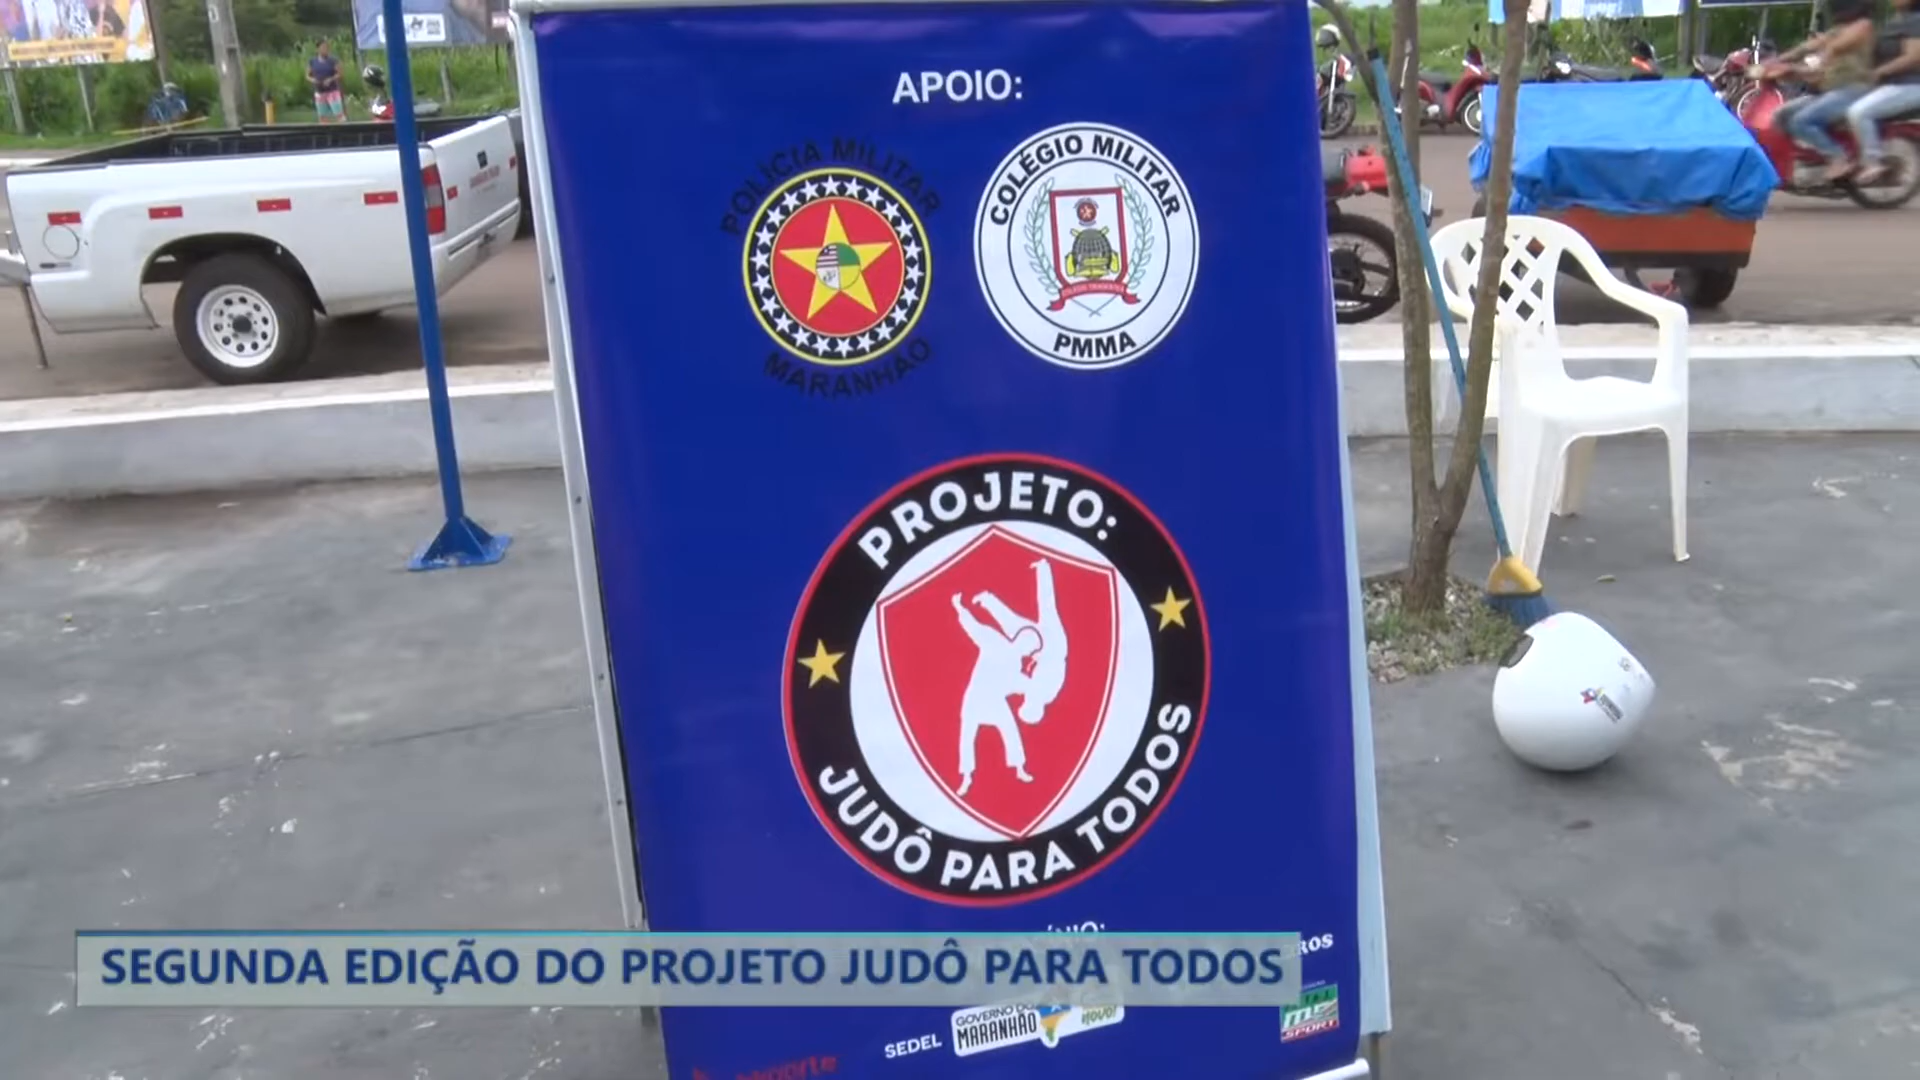 APOIO:
POLÍCIA MILITAR
MARANHÃO
COLÉGIO MILITAR
PMMA
PROJETO:
JUDÔ PARA TODOS
SEGUNDA EDIÇÃO DO PROJETO JUDÔ PARA TODOS
SEDEL
GOVERNO DO
MARANHÃO
SPORT